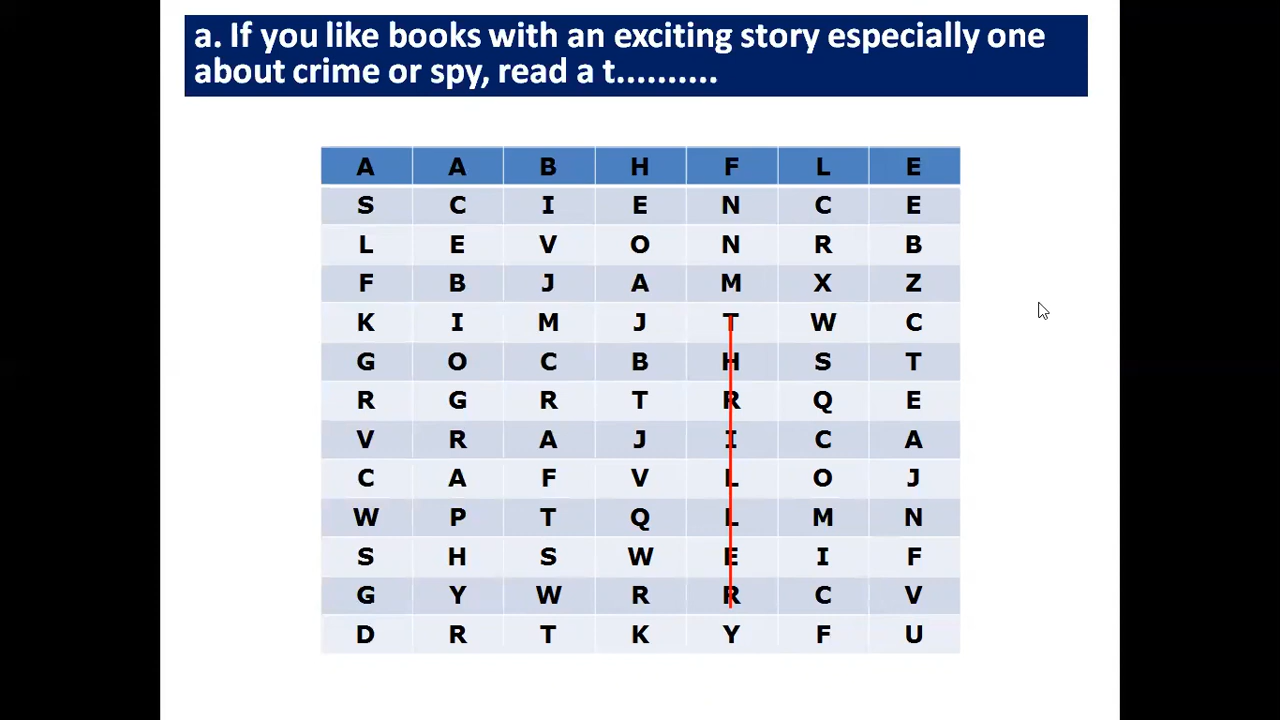 a. If you like books with an exciting story especially one
about crime or spy, read a t..........
A A B H F L E
S C I E N C E
L E V O N R B
F B J A M X Z
K I M J T W C
G O C B H S T
R G R T R Q E
V R A J I C A
C A F V L O J
W P T Q L M N
S H S W E I F
G Y W R R C V
D R T K Y F U